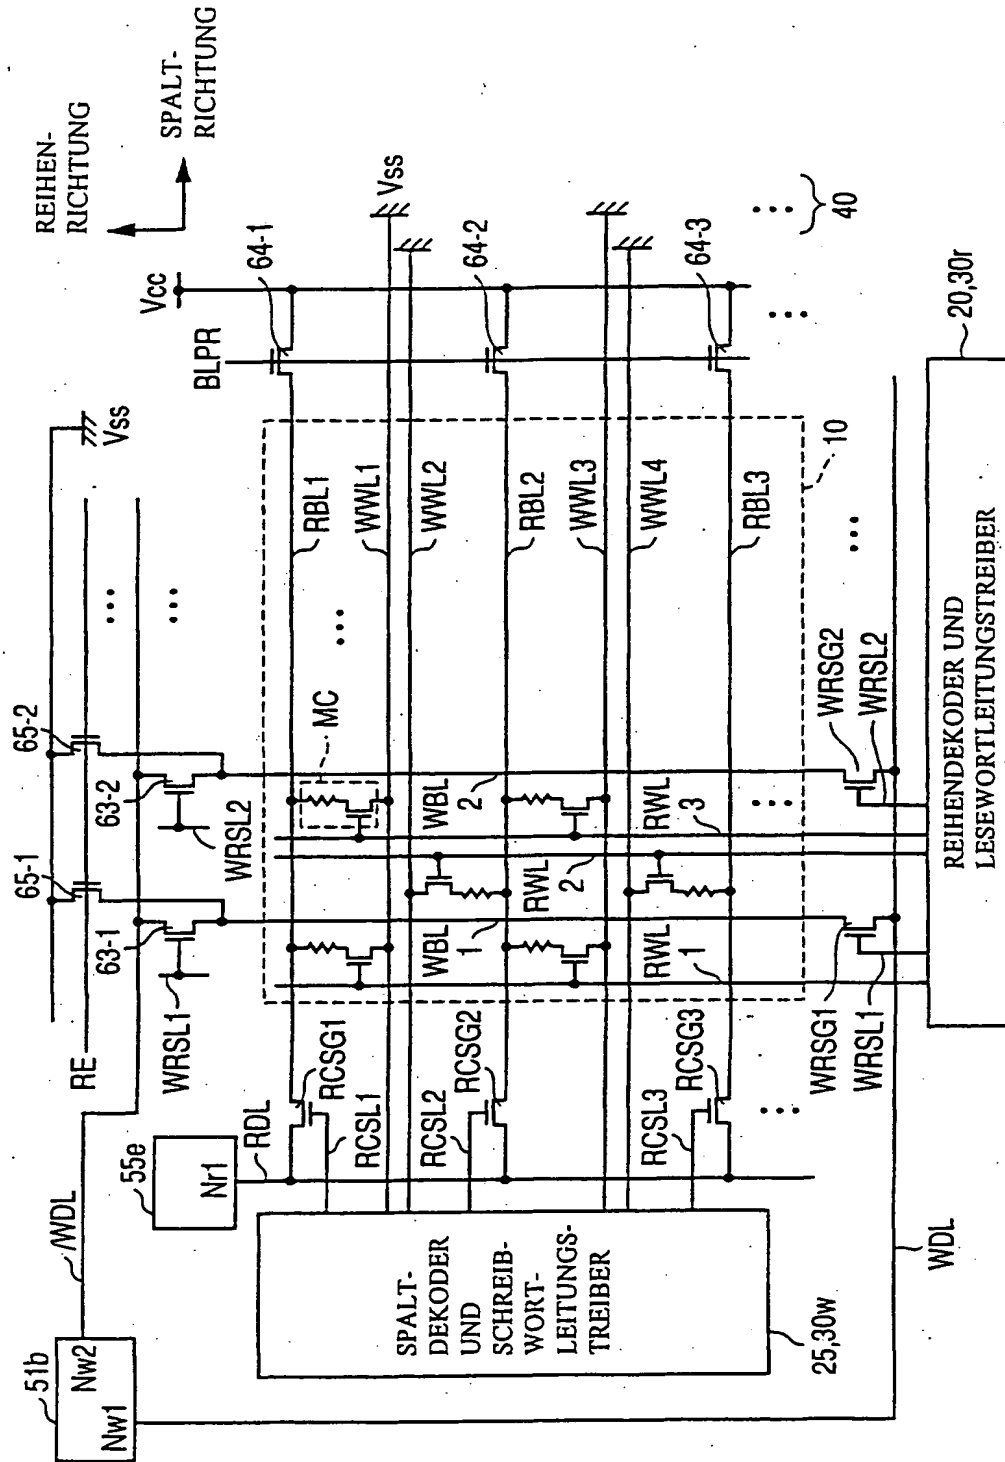 REIHEN-
RICHTUNG
SPALT-
RICHTUNG
51b
Nw2
Nw1
/WDL
55e
Nr1
RDL
RE
WRSL1
63-1
65-1
WRSL2
63-2
65-2
Vss
BLPR
Vcc
64-1
64-2
64-3
Vss
40
SPALT-
DEKODER
UND
SCHREIB-
WORT-
LEITUNGS-
TREIBER
25,30w
RCSG1
RCSL1
RCSL2
RCSG2
RCSL3
RCSG3
MC
RBL1
WWL1
WWL2
RBL2
WWL3
WWL4
RBL3
10
WBL
1
RWL
1
RWL
2
WBL
2
RWL
3
WRSG1
WRSL1
WRSG2
WRSL2
WDL
REIHENDEKODER UND
LESEWORTLEITUNGSTREIBER
20,30r